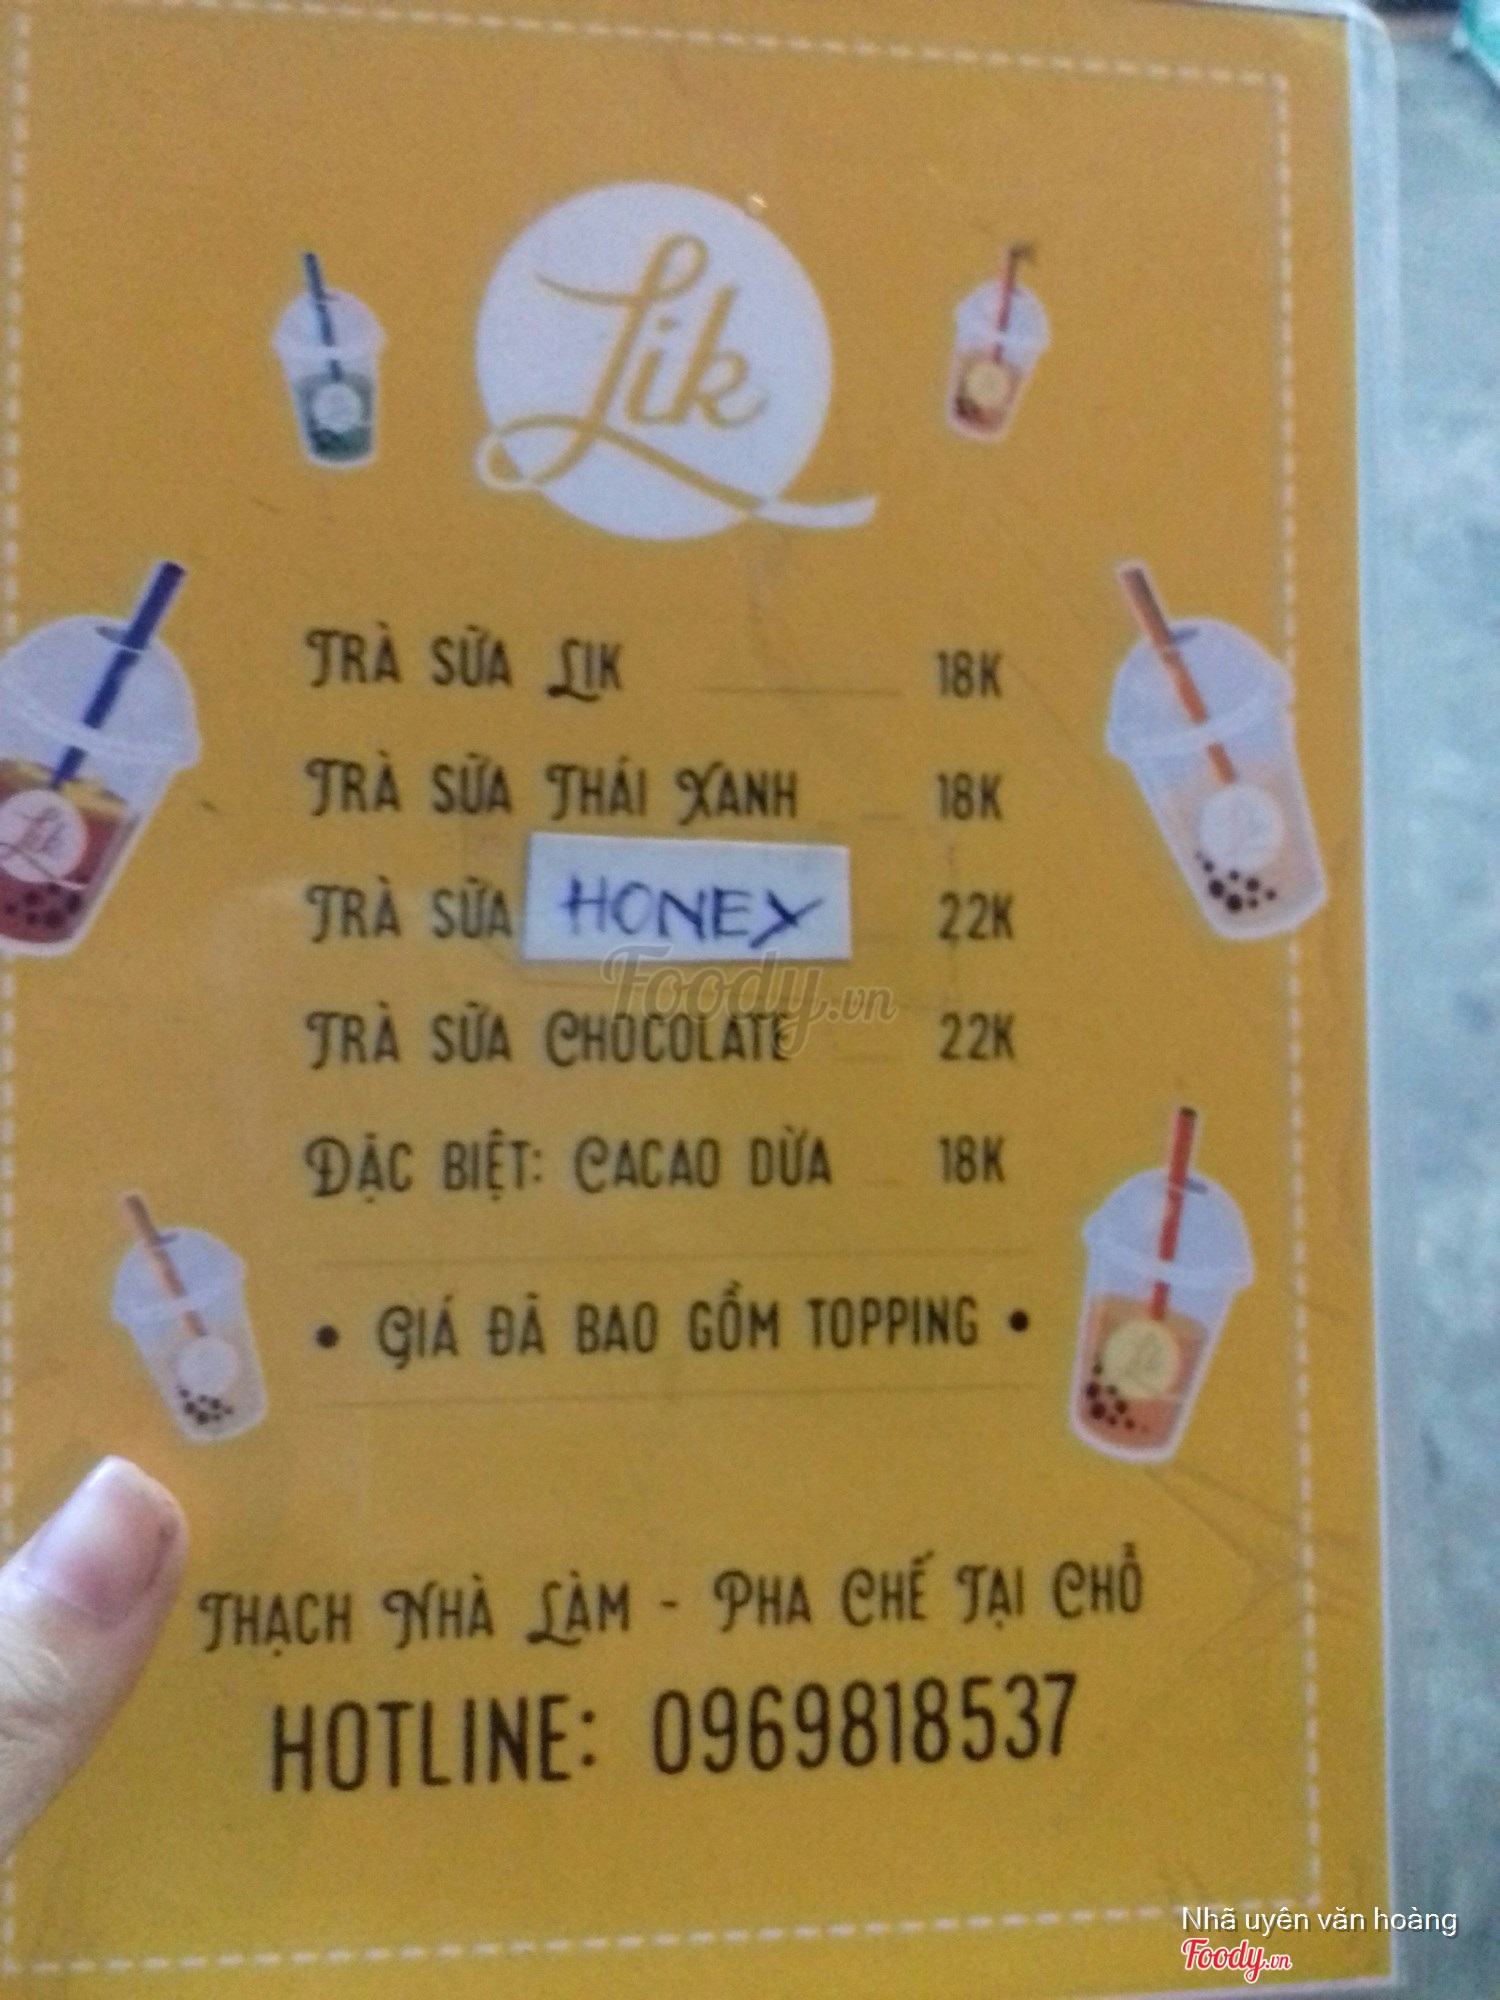 Lik
TRÀ SỮA LIK 18K
TRÀ SỮA THÁI XANH 18K
TRÀ SỮA HONEY 22K
Foody.vn
TRÀ SỮA CHOCOLATE 22K
ĐẶC BIỆT: CACAO DỪA 18K
• GIÁ ĐÃ BAO GỒM TOPPING •
THẠCH NHÀ LÀM - PHA CHẾ TẠI CHỖ
HOTLINE: 0969818537
Nhã uyên văn hoàng
Foody.vn